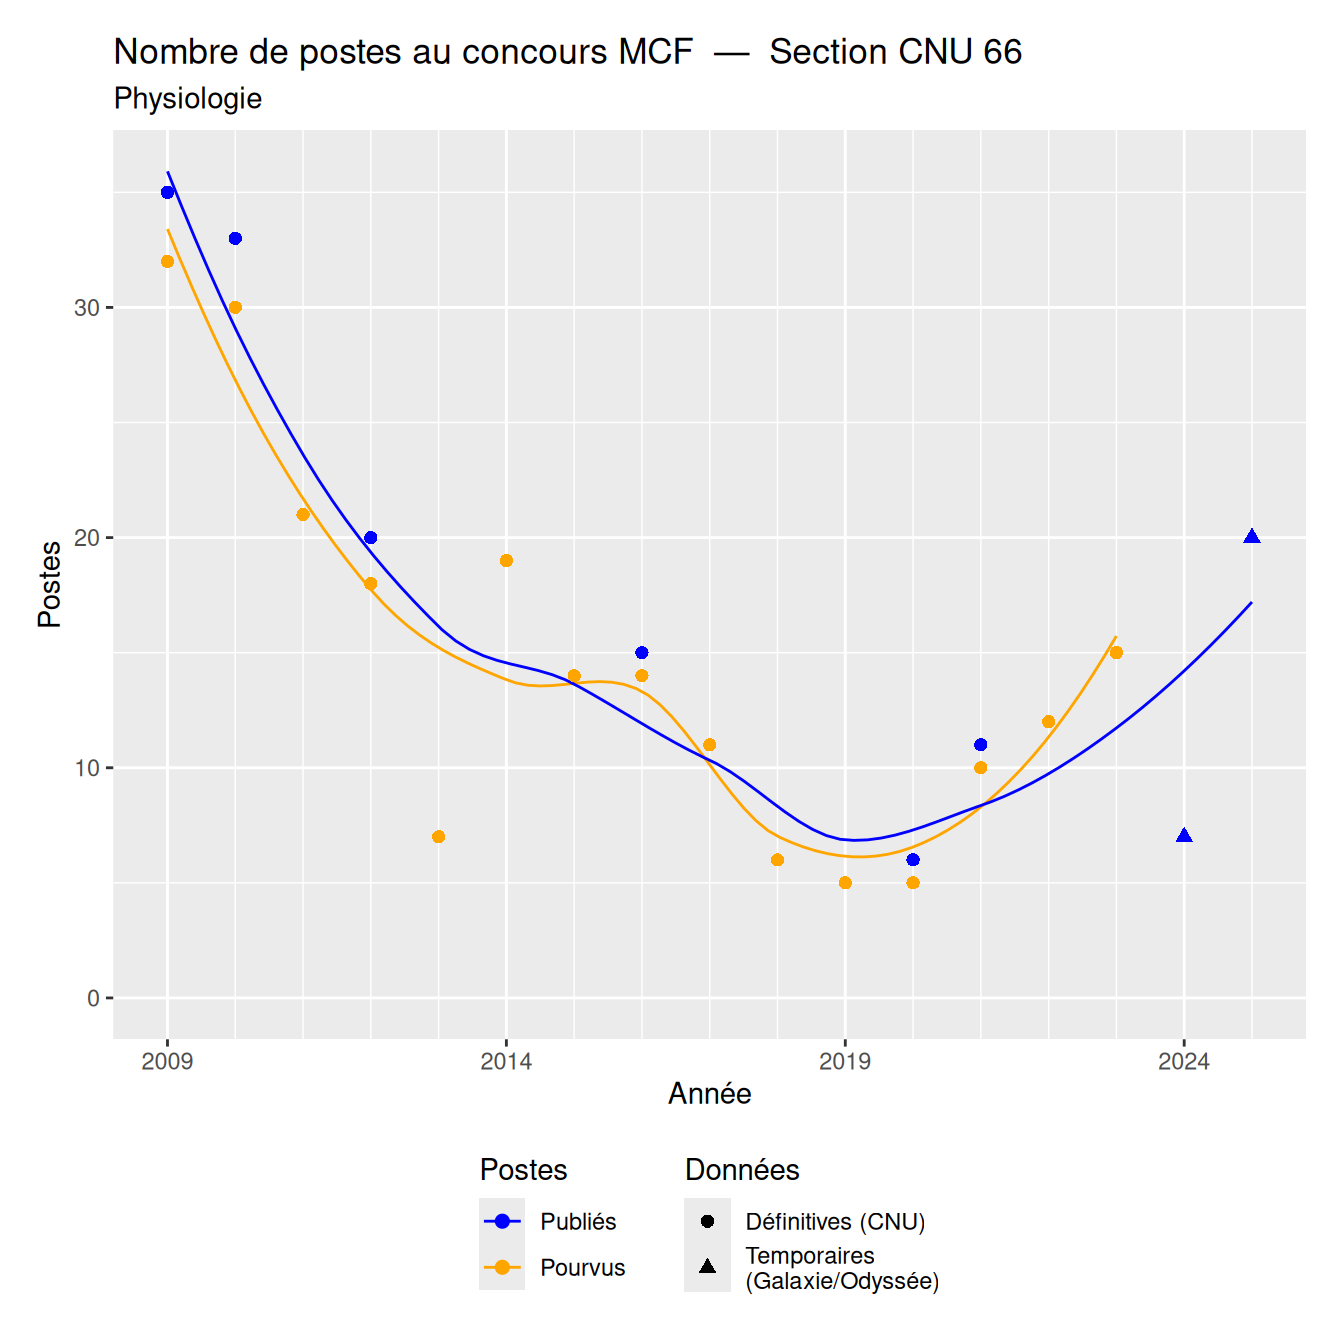 Nombre de postes au concours MCF — Section CNU 66
Physiologie
Postes
30
20
10
0
2009 2014 2019 2024
Année
Postes
Publiés
Pourvus
Données
Définitives (CNU)
Temporaires
(Galaxie/Odyssée)